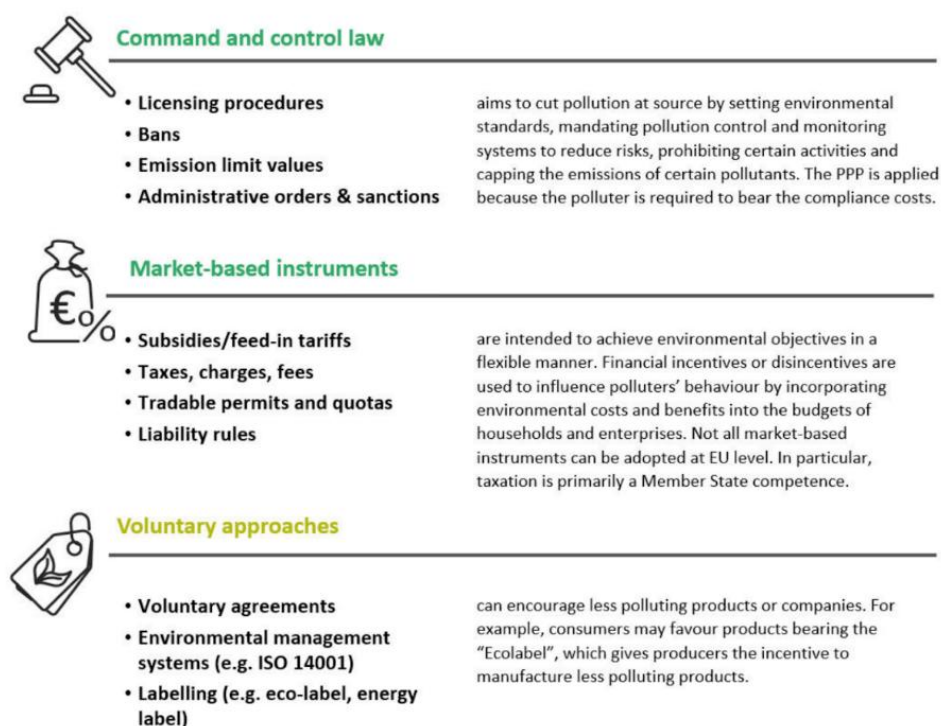 Command and control law
• Licensing procedures
• Bans
• Emission limit values
• Administrative orders & sanctions
aims to cut pollution at source by setting environmental
standards, mandating pollution control and monitoring
systems to reduce risks, prohibiting certain activities and
capping the emissions of certain pollutants. The PPP is applied
because the polluter is required to bear the compliance costs.
€%
Market-based instruments
• Subsidies/feed-in tariffs
• Taxes, charges, fees
• Tradable permits and quotas
• Liability rules
are intended to achieve environmental objectives in a
flexible manner. Financial incentives or disincentives are
used to influence polluters’ behaviour by incorporating
environmental costs and benefits into the budgets of
households and enterprises. Not all market-based
instruments can be adopted at EU level. In particular,
taxation is primarily a Member State competence.
Voluntary approaches
• Voluntary agreements
• Environmental management
systems (e.g. ISO 14001)
• Labelling (e.g. eco-label, energy
label)
can encourage less polluting products or companies. For
example, consumers may favour products bearing the
“Ecolabel”, which gives producers the incentive to
manufacture less polluting products.